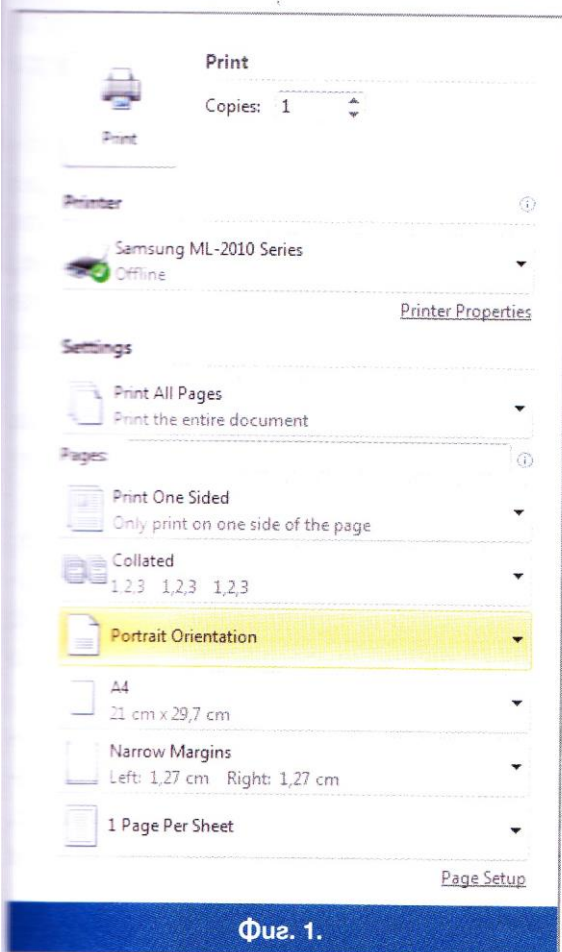 Print
Copies: 1
Print
Printer
Samsung ML-2010 Series
Offline
Printer Properties
Settings
Print All Pages
Print the entire document
Pages:
Print One Sided
Only print on one side of the page
Collated
1,2,3 1,2,3 1,2,3
Portrait Orientation
A4
21 cm x 29,7 cm
Narrow Margins
Left: 1,27 cm Right: 1,27 cm
1 Page Per Sheet
Page Setup
Фиг. 1.